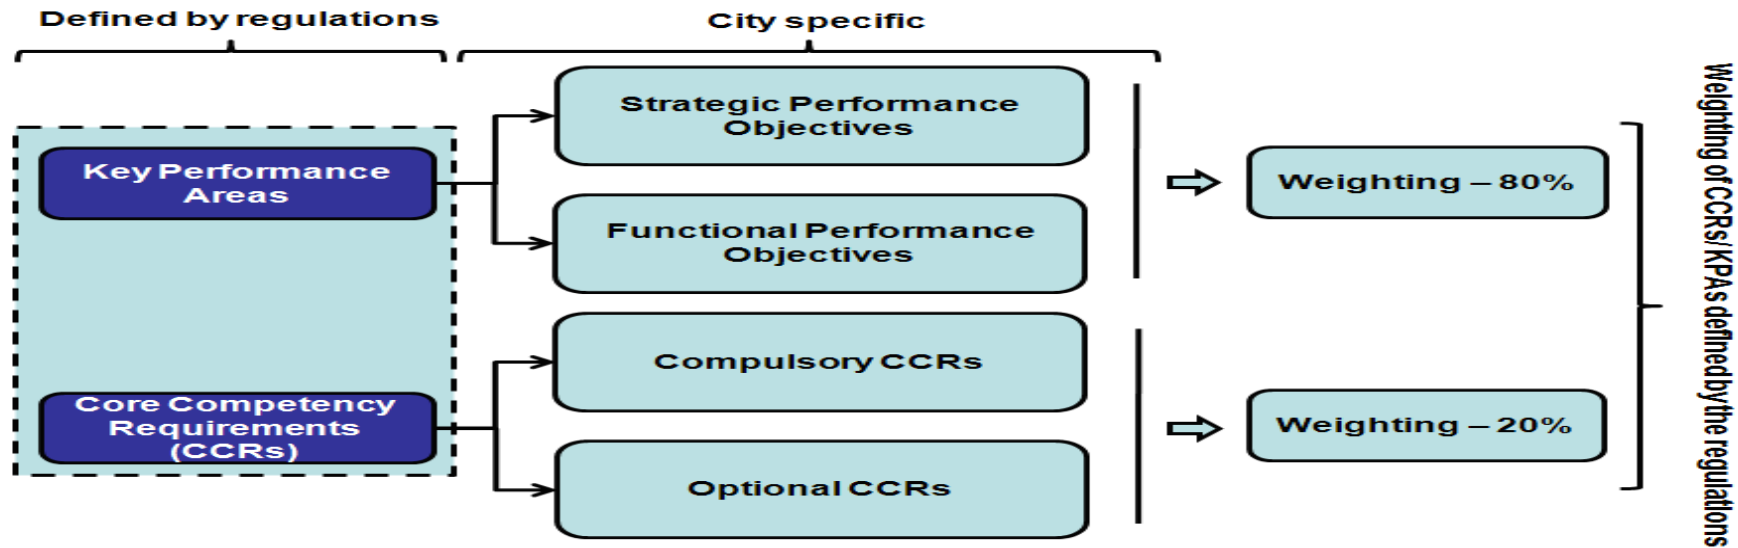 Defined by regulations
City specific
Key Performance
Areas
Strategic Performance
Objectives
Functional Performance
Objectives
Weighting – 80%
Core Competency
Requirements
(CCRs)
Compulsory CCRs
Optional CCRs
Weighting – 20%
Weighting of CCRs/ KPAs defined by the regulations